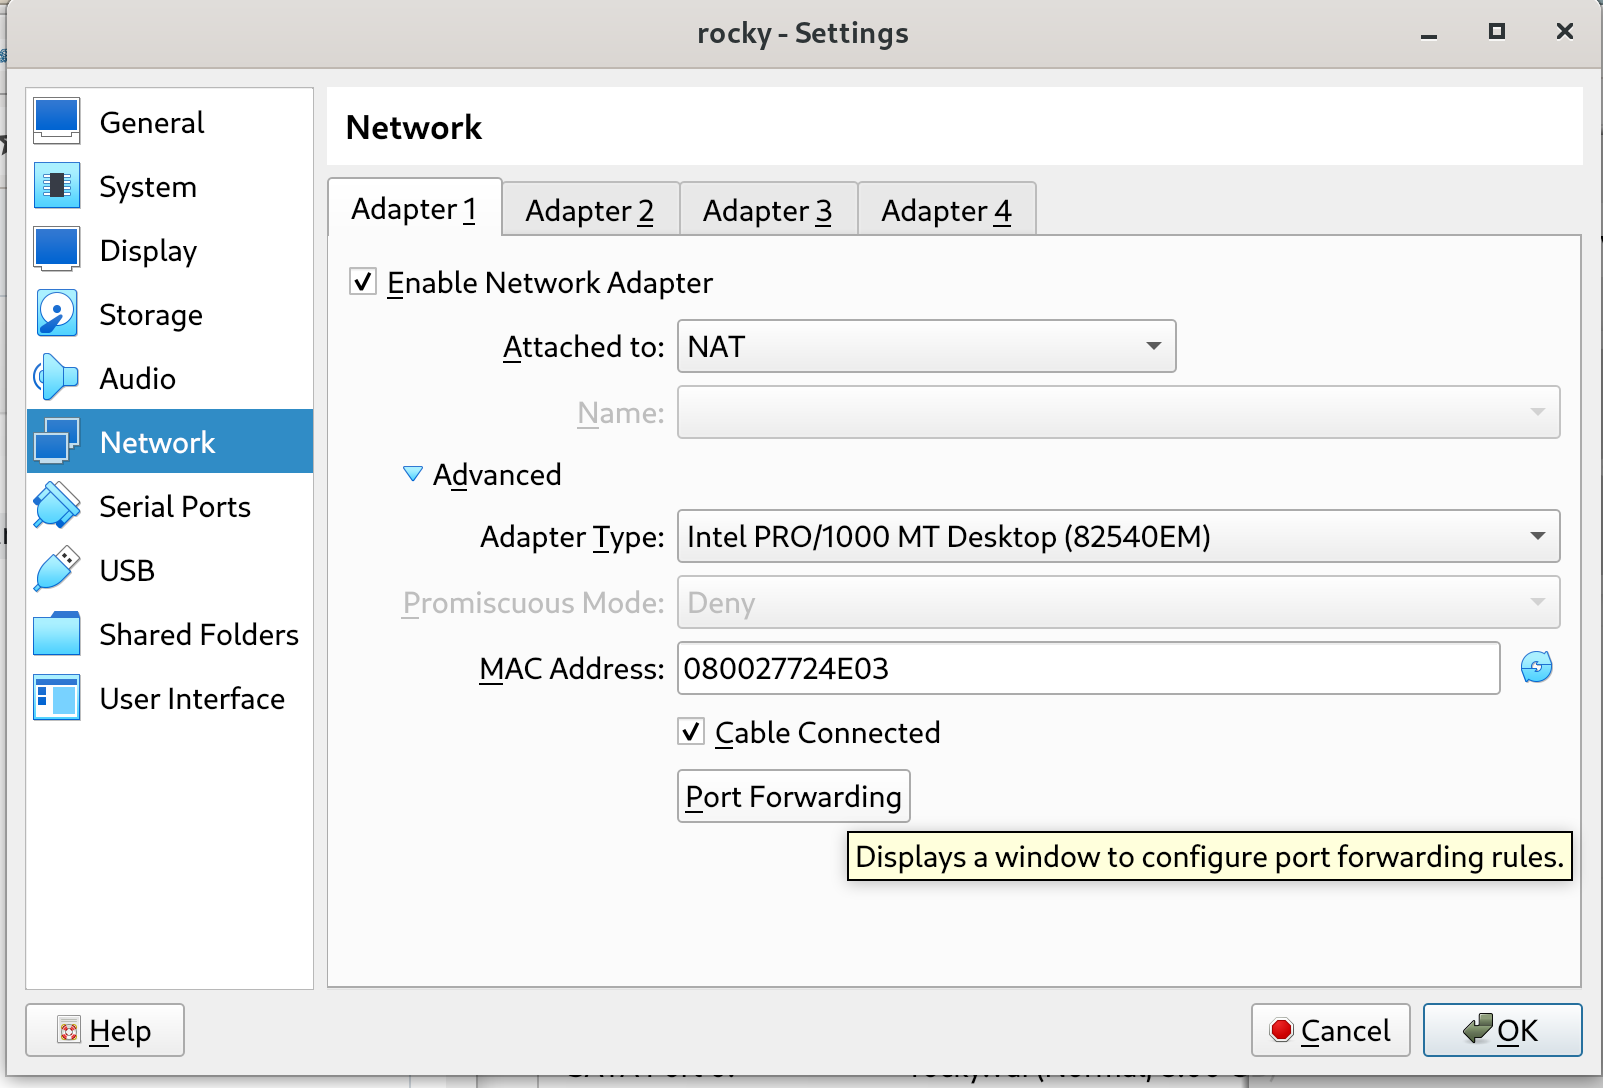 rocky - Settings
General
System
Display
Storage
Audio
Network
Serial Ports
USB
Shared Folders
User Interface
Network
Adapter 1
Adapter 2
Adapter 3
Adapter 4
Enable Network Adapter
Attached to:
NAT
Name:
Advanced
Adapter Type:
Intel PRO/1000 MT Desktop (82540EM)
Promiscuous Mode:
Deny
MAC Address:
080027724E03
Cable Connected
Port Forwarding
Displays a window to configure port forwarding rules.
Help
Cancel
OK